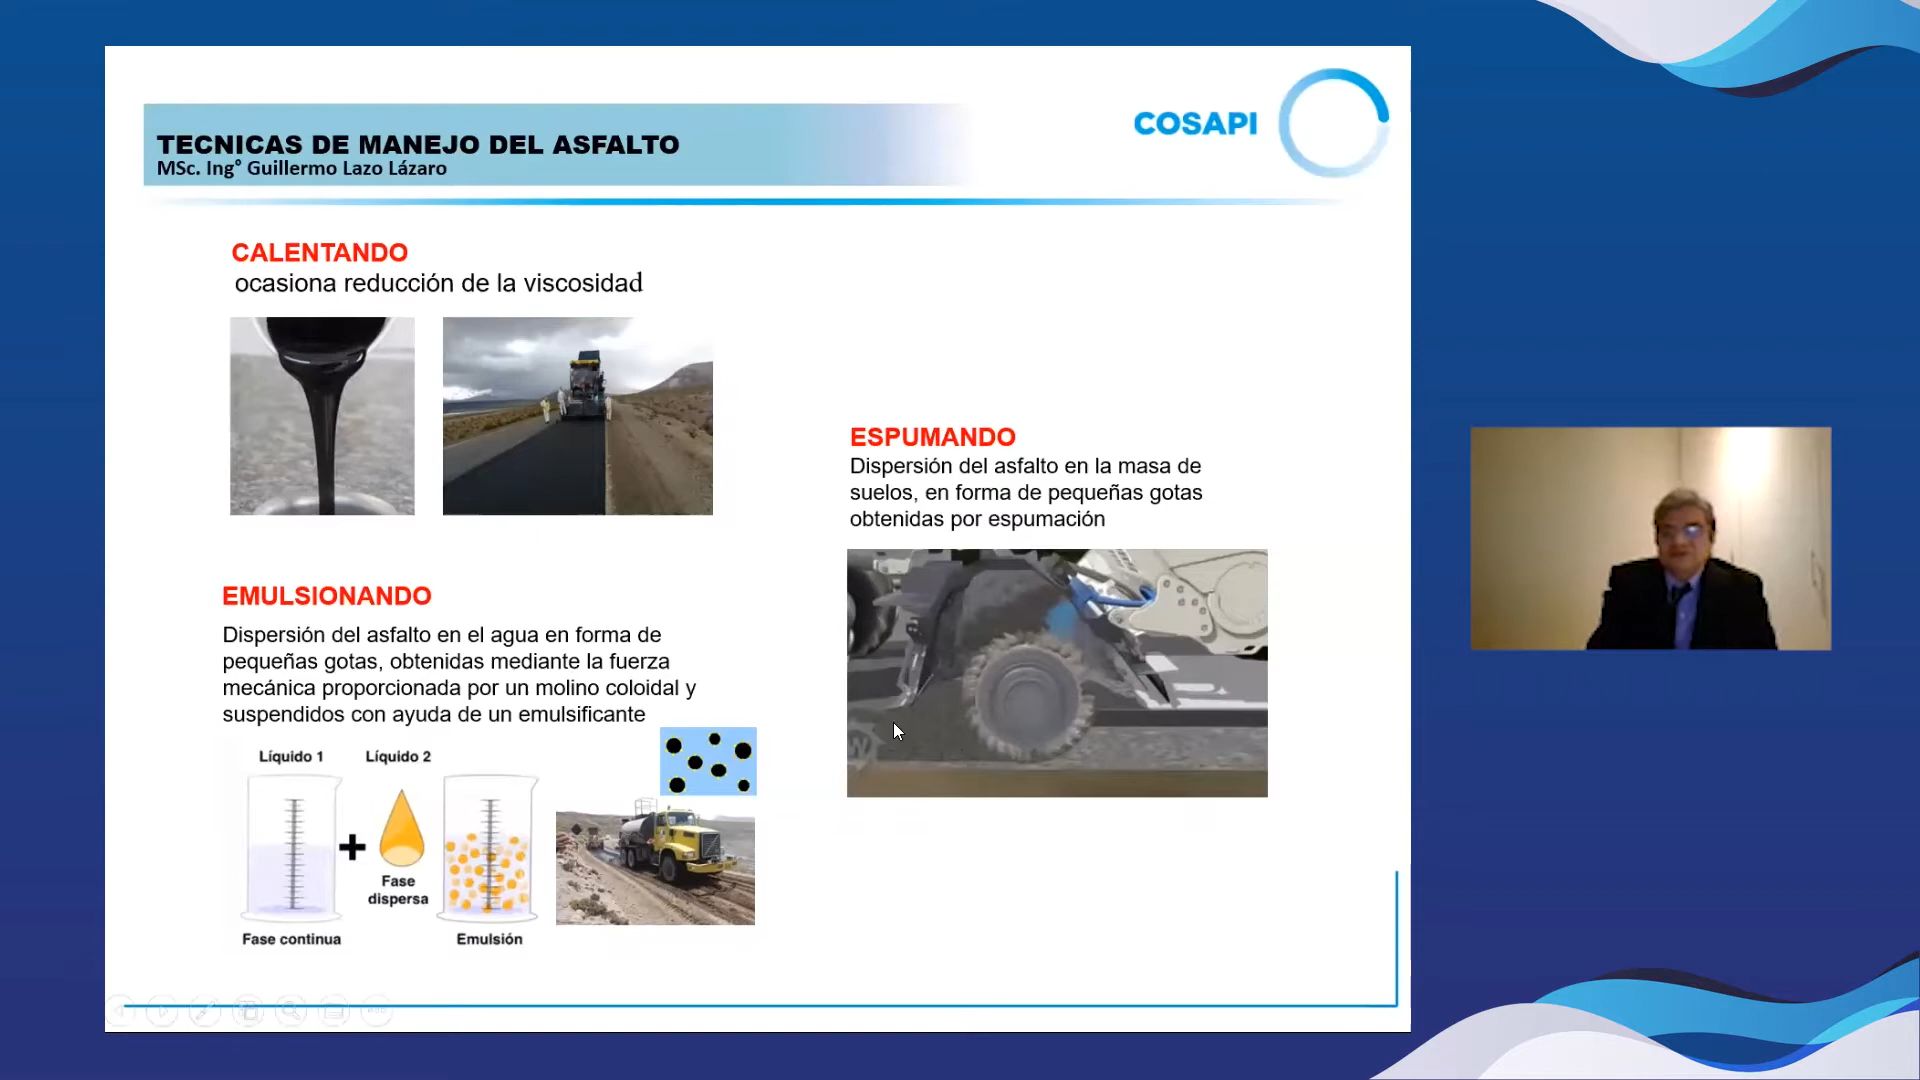 TECNICAS DE MANEJO DEL ASFALTO
MSc. Ing° Guillermo Lazo Lázaro
COSAPI
CALENTANDO
ocasiona reducción de la viscosidad
ESPUMANDO
Dispersión del asfalto en la masa de
suelos, en forma de pequeñas gotas
obtenidas por espumación
EMULSIONANDO
Dispersión del asfalto en el agua en forma de
pequeñas gotas, obtenidas mediante la fuerza
mecánica proporcionada por un molino coloidal y
suspendidos con ayuda de un emulsificante
Líquido 1
Líquido 2
+
Fase
dispersa
Fase continua
Emulsión